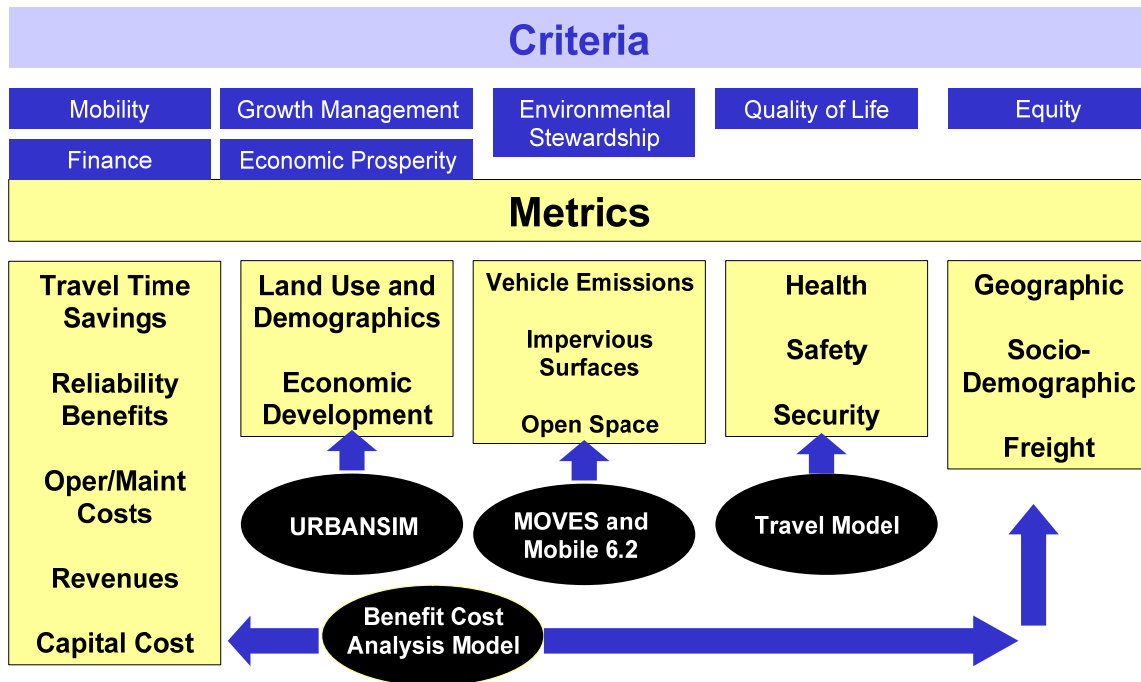 Criteria
Mobility
Growth Management
Environmental
Stewardship
Quality of Life
Equity
Finance
Economic Prosperity
Metrics
Travel Time
Savings
Reliability
Benefits
Oper/Maint
Costs
Revenues
Capital Cost
Land Use and
Demographics
Economic
Development
Vehicle Emissions
Impervious
Surfaces
Open Space
Health
Safety
Security
Geographic
Socio-
Demographic
Freight
URBANSIM
MOVES and
Mobile 6.2
Travel Model
Benefit Cost
Analysis Model